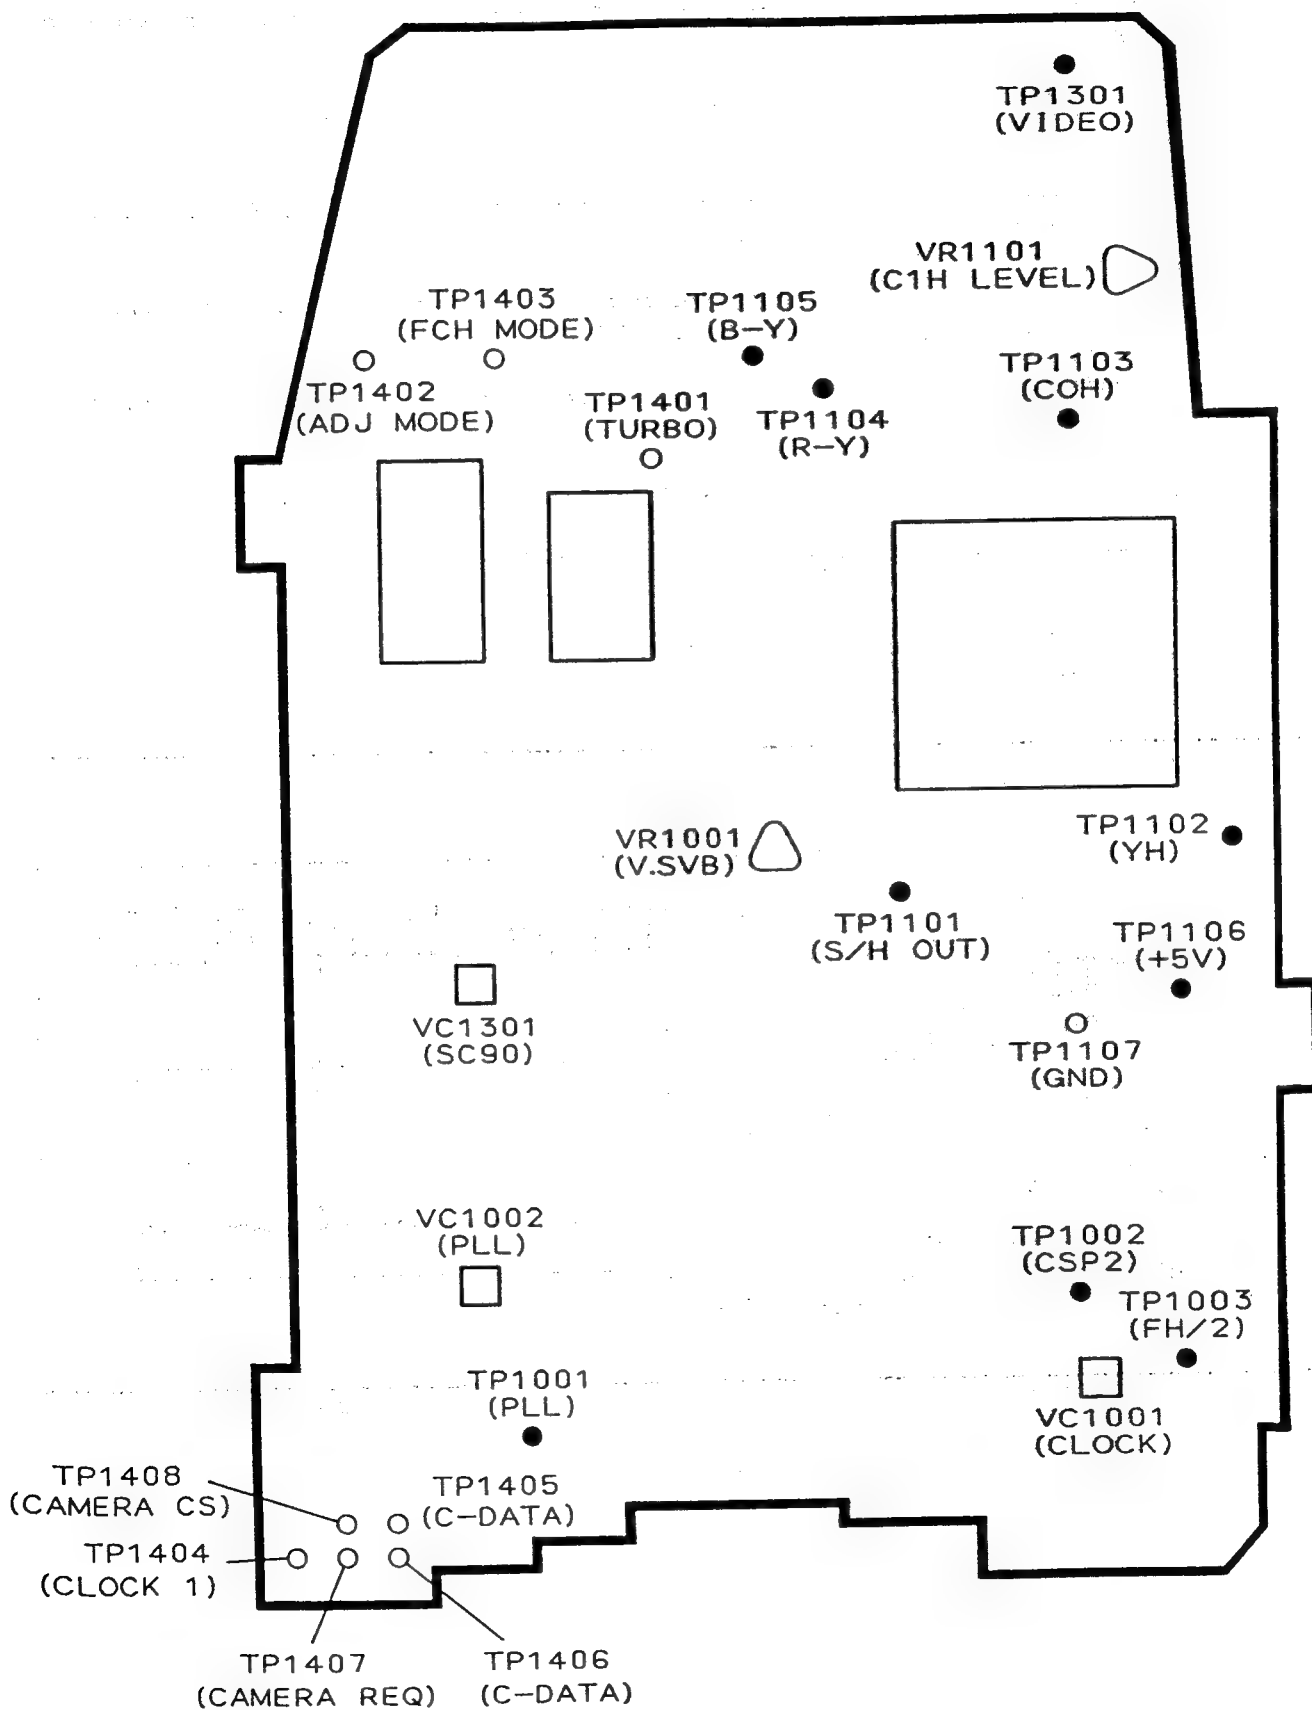 TP1301
(VIDEO)
VR1101
(C1H LEVEL)
TP1403
(FCH MODE)
TP1105
(B-Y)
TP1402
(ADJ MODE)
TP1401
(TURBO)
TP1104
(R-Y)
TP1103
(COH)
VR1001
(V.SVB)
TP1102
(YH)
TP1101
(S/H OUT)
TP1106
(+5V)
VC1301
(SC90)
TP1107
(GND)
VC1002
(PLL)
TP1002
(CSP2)
TP1003
(FH/2)
TP1001
(PLL)
VC1001
(CLOCK)
TP1408
(CAMERA CS)
TP1405
(C-DATA)
TP1404
(CLOCK 1)
TP1407
(CAMERA REQ)
TP1406
(C-DATA)